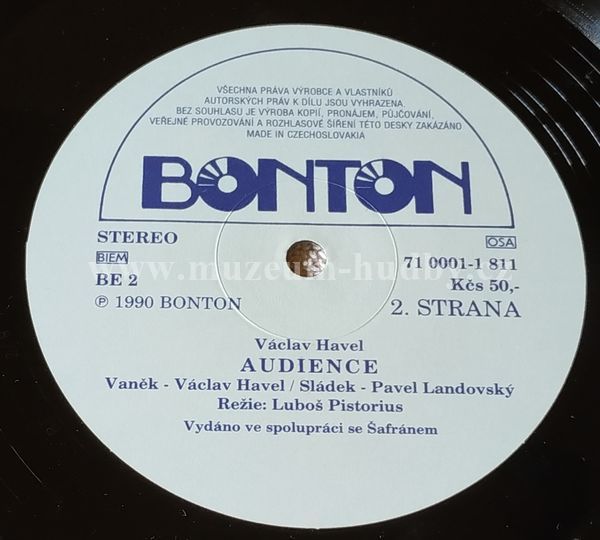 VŠECHNA PRÁVA VÝROBCE A VLASTNÍKŮ
AUTORSKÝCH PRÁV K DÍLU JSOU VYHRAZENA.
BEZ SOUHLASU JE VÝROBA KOPIÍ, PRONÁJEM, PŮJČOVÁNÍ,
VEŘEJNÉ PROVOZOVÁNÍ A ROZHLASOVÉ ŠÍŘENÍ TÉTO DESKY ZAKÁZÁNO
MADE IN CZECHOSLOVAKIA
BONTON
STEREO
OSA
BIEM
71 0001-1 811
www.muzeum-hudby.cz
BE 2
Kčs 50,-
℗ 1990 BONTON
2. STRANA
Václav Havel
AUDIENCE
Vaněk - Václav Havel / Sládek - Pavel Landovský
Režie: Luboš Pistorius
Vydáno ve spolupráci se Šafránem